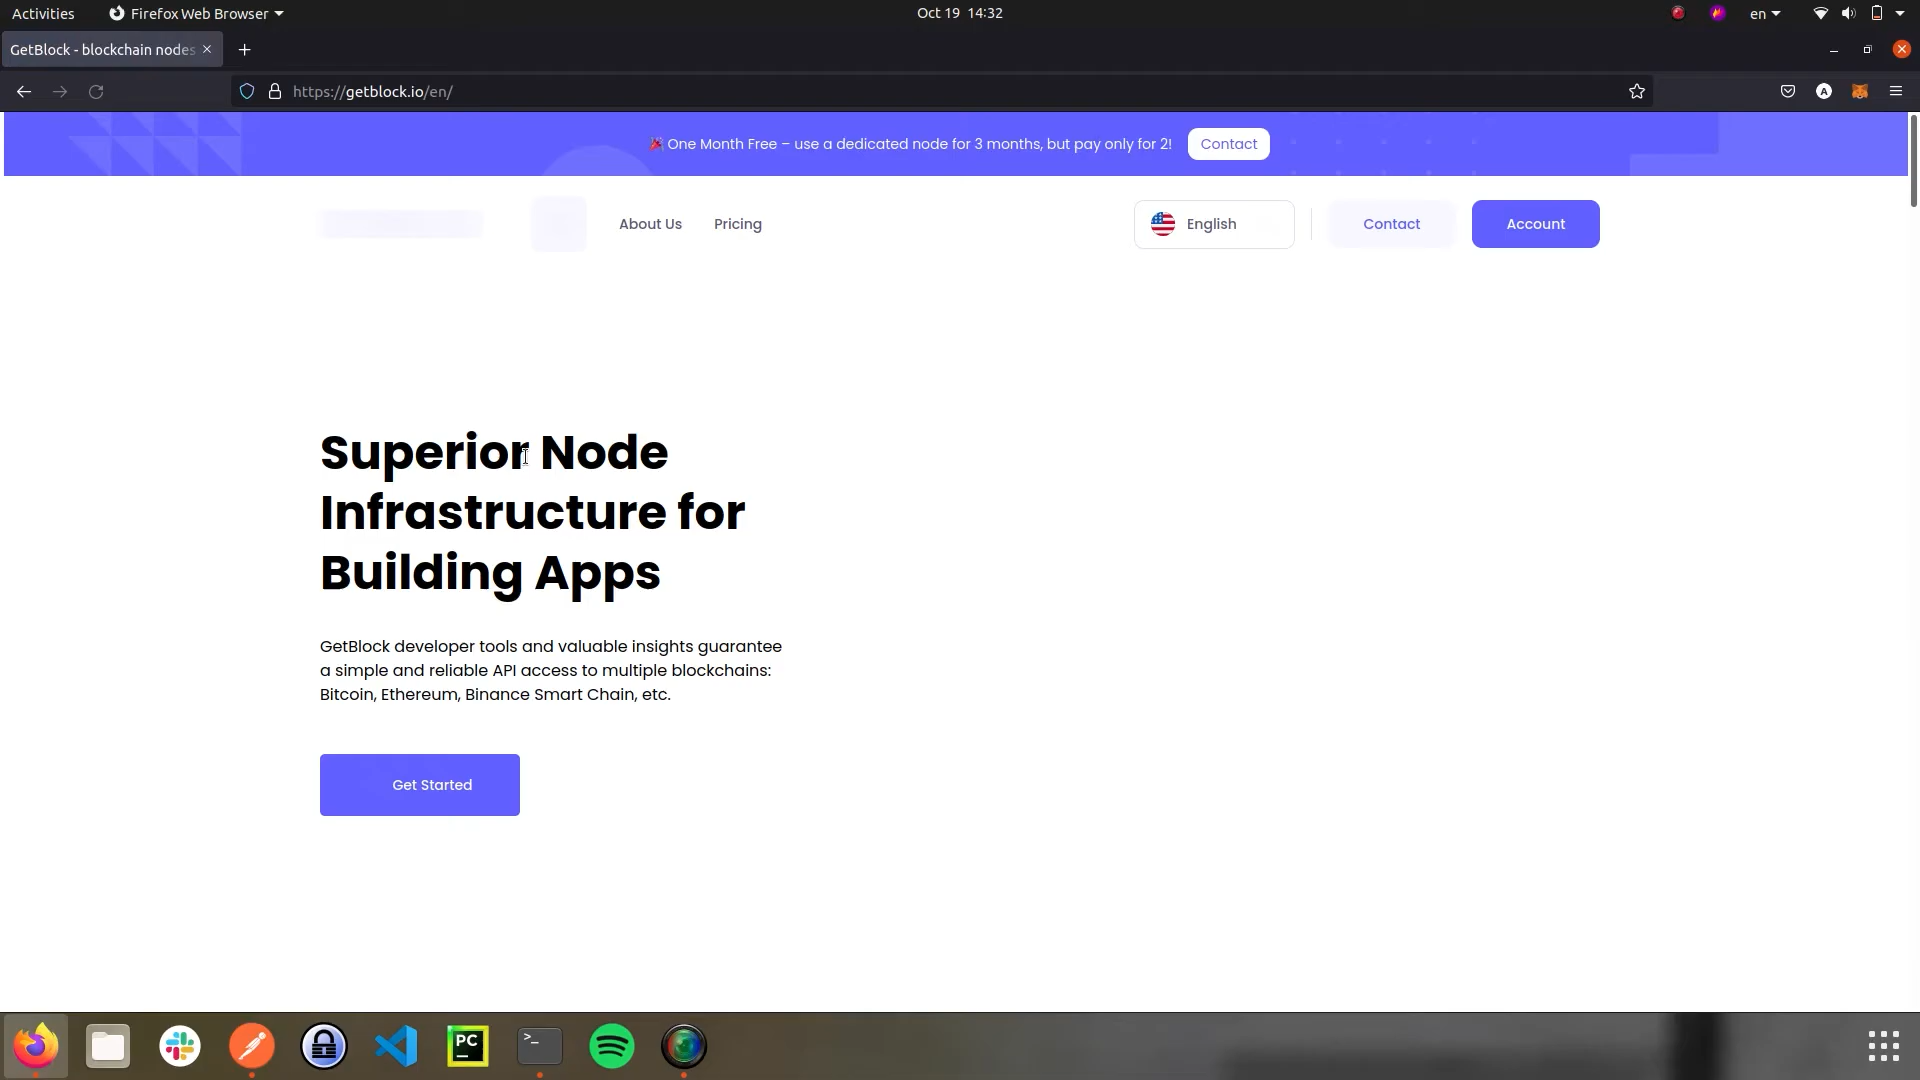 Activities
Firefox Web Browser
Oct 19 14:32
en
GetBlock - blockchain nodes
https://getblock.io/en/
A
One Month Free – use a dedicated node for 3 months, but pay only for 2!
Contact
About Us
Pricing
English
Contact
Account
Superior Node
Infrastructure for
Building Apps
GetBlock developer tools and valuable insights guarantee
a simple and reliable API access to multiple blockchains:
Bitcoin, Ethereum, Binance Smart Chain, etc.
Get Started
PC
>_